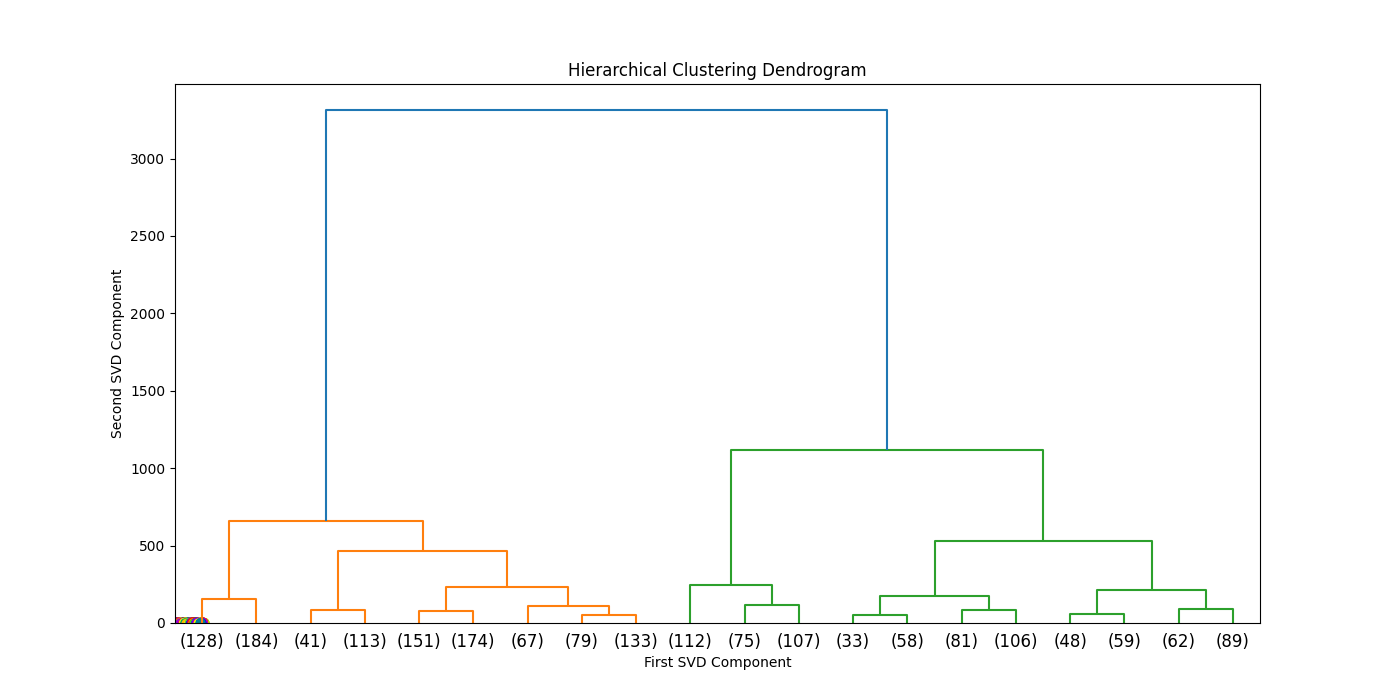 Hierarchical Clustering Dendrogram
Second SVD Component
3000
2500
2000
1500
1000
500
0
(128) (184) (41) (113) (151) (174) (67) (79) (133) (112) (75) (107) (33) (58) (81) (106) (48) (59) (62) (89)
First SVD Component